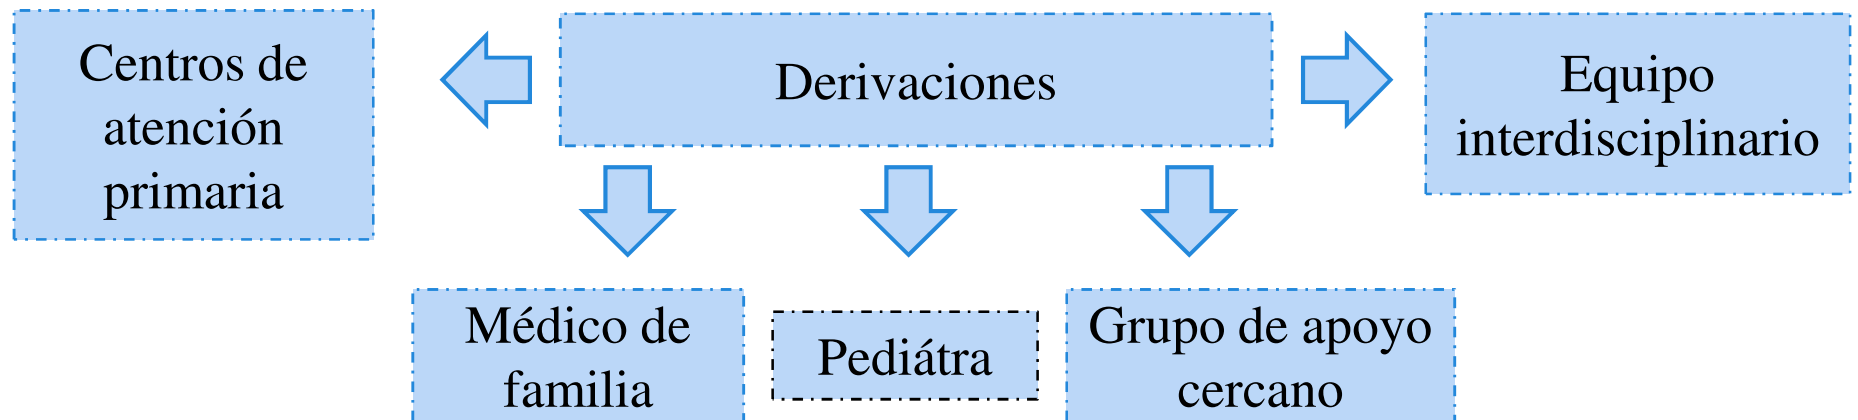 Centros de
atención
primaria
Derivaciones
Equipo
interdisciplinario
Médico de
familia
Pediátra
Grupo de apoyo
cercano